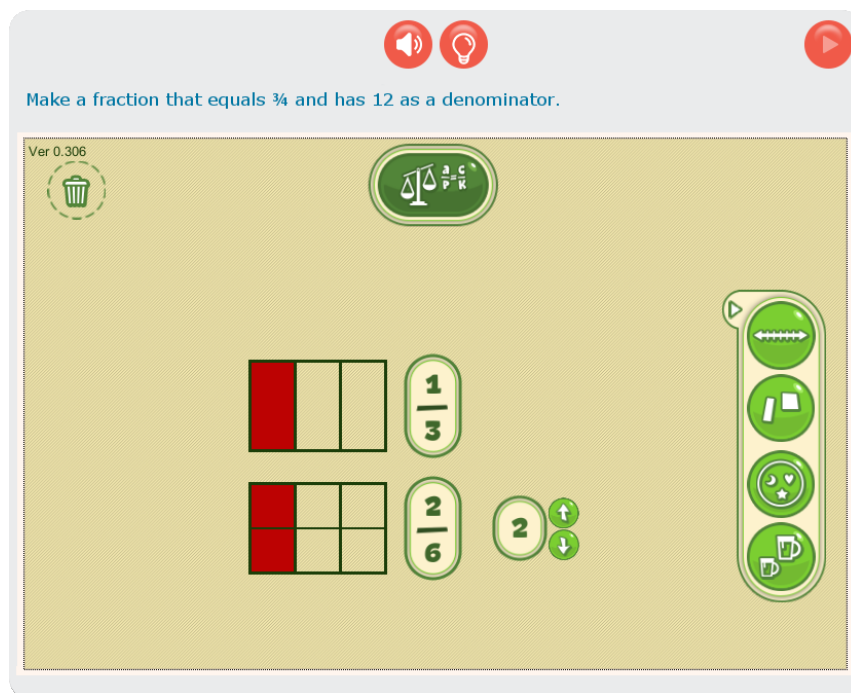 Make a fraction that equals ¾ and has 12 as a denominator.
Ver 0.306
a/P = c/K
1
3
2
6
2